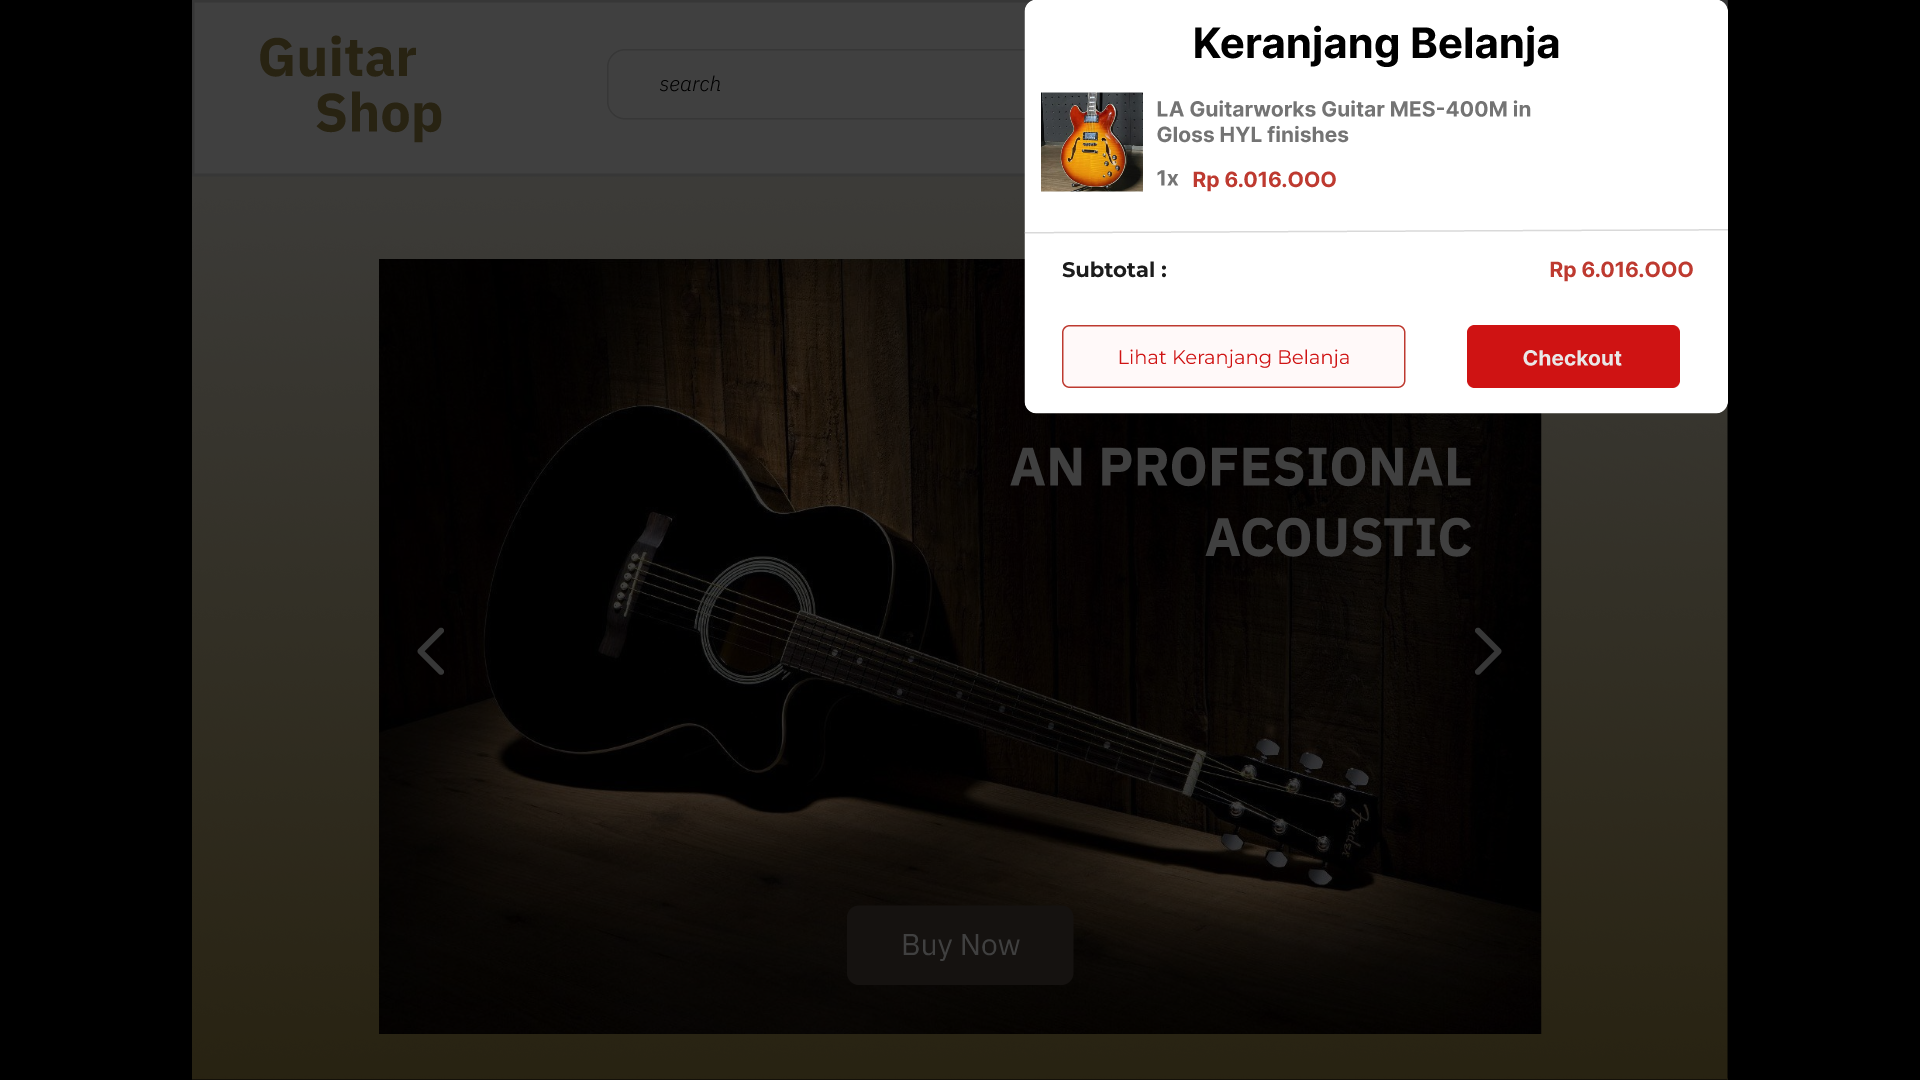 Guitar
Shop
search
Keranjang Belanja
LA Guitarworks Guitar MES-400M in
Gloss HYL finishes
1x Rp 6.016.000
Subtotal :
Rp 6.016.000
Lihat Keranjang Belanja
Checkout
AN PROFESIONAL
ACOUSTIC
Fender
Buy Now